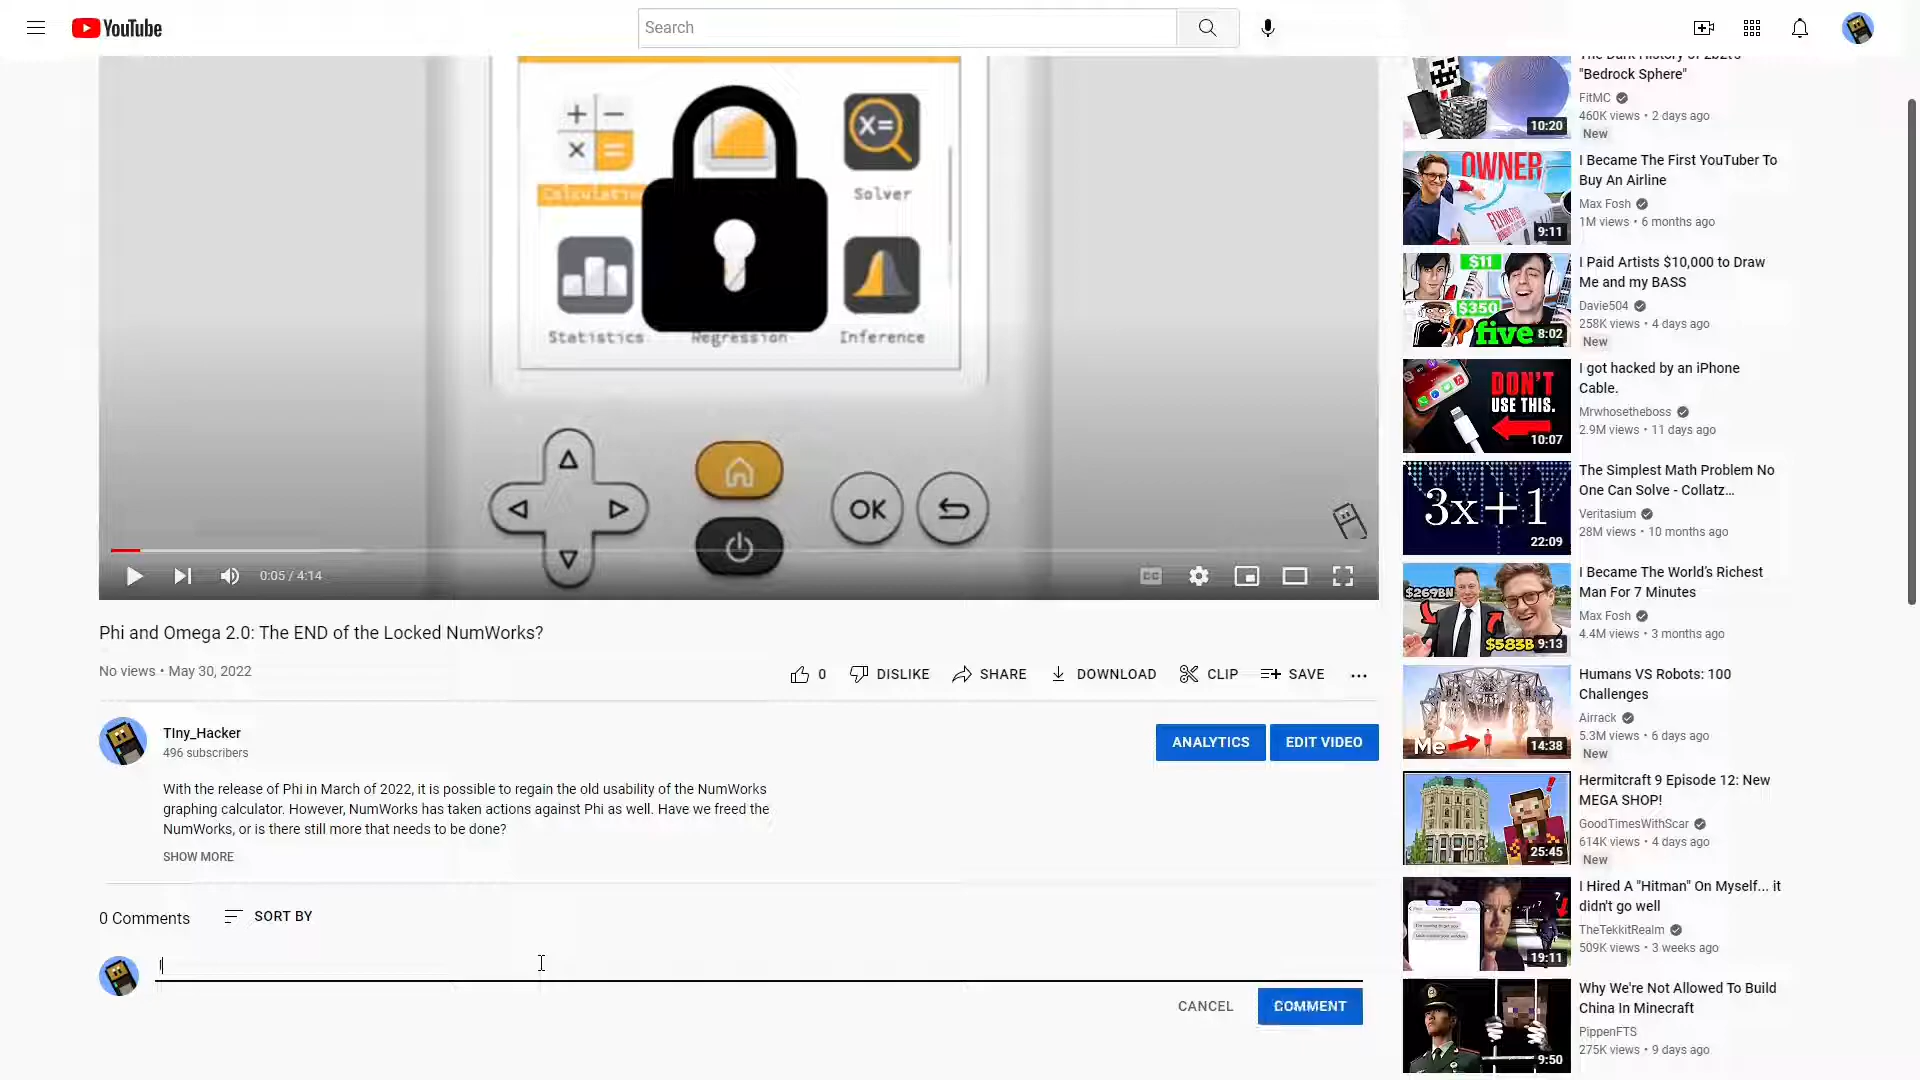 YouTube
Search
Calculation
Solver
Statistics
Regression
Inference
X=
OK
0:05 / 4:14
CC
Phi and Omega 2.0: The END of the Locked NumWorks?
No views • May 30, 2022
0
DISLIKE
SHARE
DOWNLOAD
CLIP
SAVE
TIny_Hacker
496 subscribers
ANALYTICS
EDIT VIDEO
With the release of Phi in March of 2022, it is possible to regain the old usability of the NumWorks
graphing calculator. However, NumWorks has taken actions against Phi as well. Have we freed the
NumWorks, or is there still more that needs to be done?
SHOW MORE
0 Comments
SORT BY
CANCEL
COMMENT
The Dark History of 2b2t's
"Bedrock Sphere"
FitMC
460K views • 2 days ago
New
10:20
I Became The First YouTuber To
Buy An Airline
Max Fosh
1M views • 6 months ago
OWNER
9:11
I Paid Artists $10,000 to Draw
Me and my BASS
Davie504
258K views • 4 days ago
New
$11
$350
five
8:02
I got hacked by an iPhone
Cable.
Mrwhosetheboss
2.9M views • 11 days ago
DON'T
USE THIS.
10:07
The Simplest Math Problem No
One Can Solve - Collatz...
Veritasium
28M views • 10 months ago
3x+1
22:09
I Became The World's Richest
Man For 7 Minutes
Max Fosh
4.4M views • 3 months ago
$269BN
$583B
9:13
Humans VS Robots: 100
Challenges
Airrack
5.3M views • 6 days ago
New
Me
14:38
Hermitcraft 9 Episode 12: New
MEGA SHOP!
GoodTimesWithScar
614K views • 4 days ago
New
25:45
I Hired A "Hitman" On Myself... it
didn't go well
TheTekkitRealm
509K views • 3 weeks ago
19:11
Why We're Not Allowed To Build
China In Minecraft
PippenFTS
275K views • 9 days ago
9:50